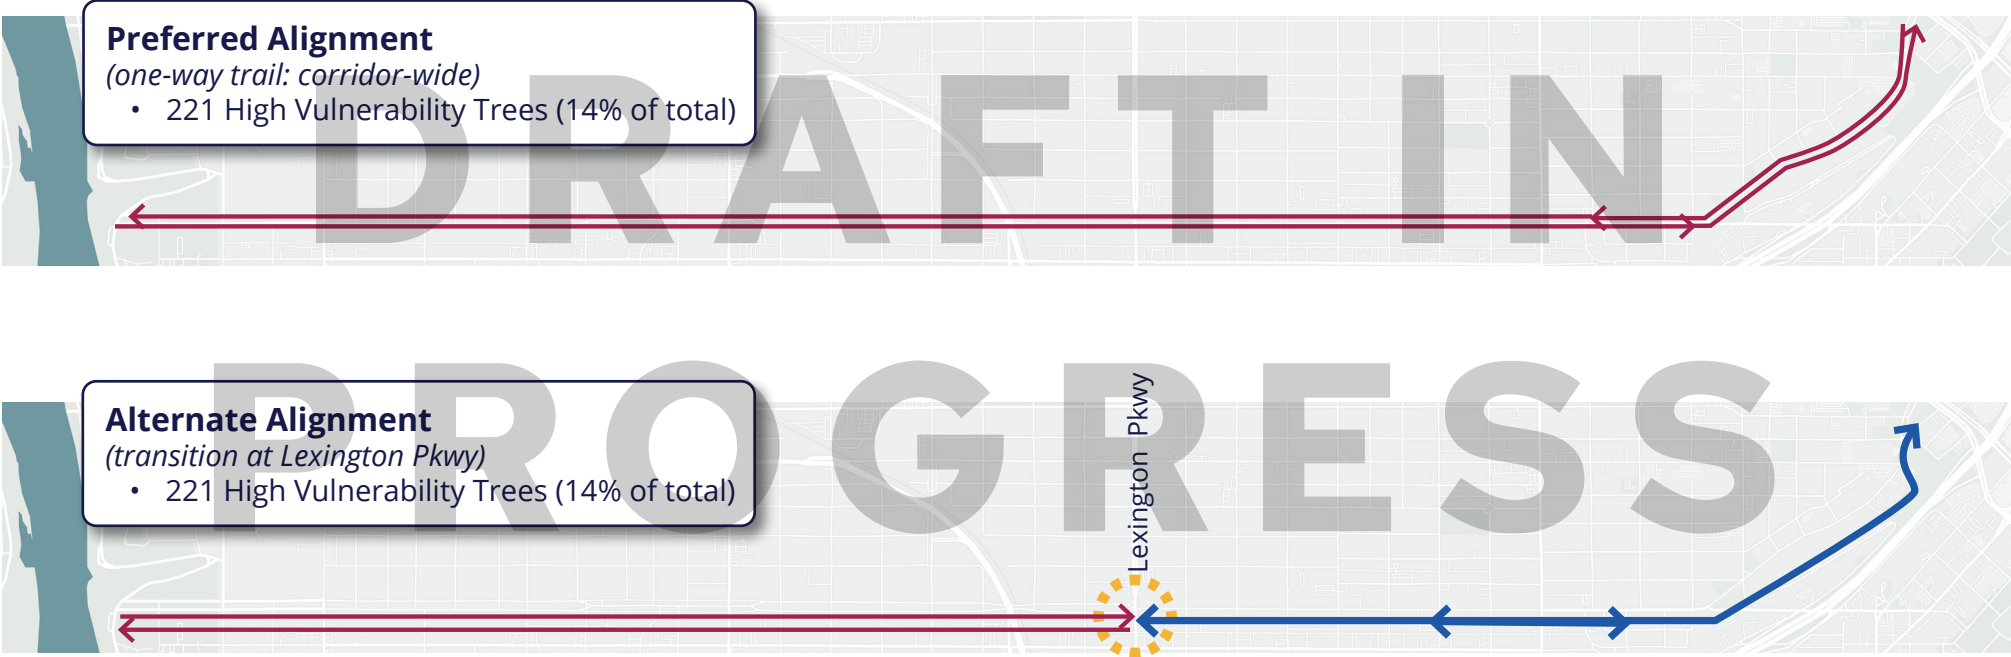 Preferred Alignment
(one-way trail: corridor-wide)
• 221 High Vulnerability Trees (14% of total)
DRAFT IN
PROGRESS
Alternate Alignment
(transition at Lexington Pkwy)
• 221 High Vulnerability Trees (14% of total)
Lexington Pkwy